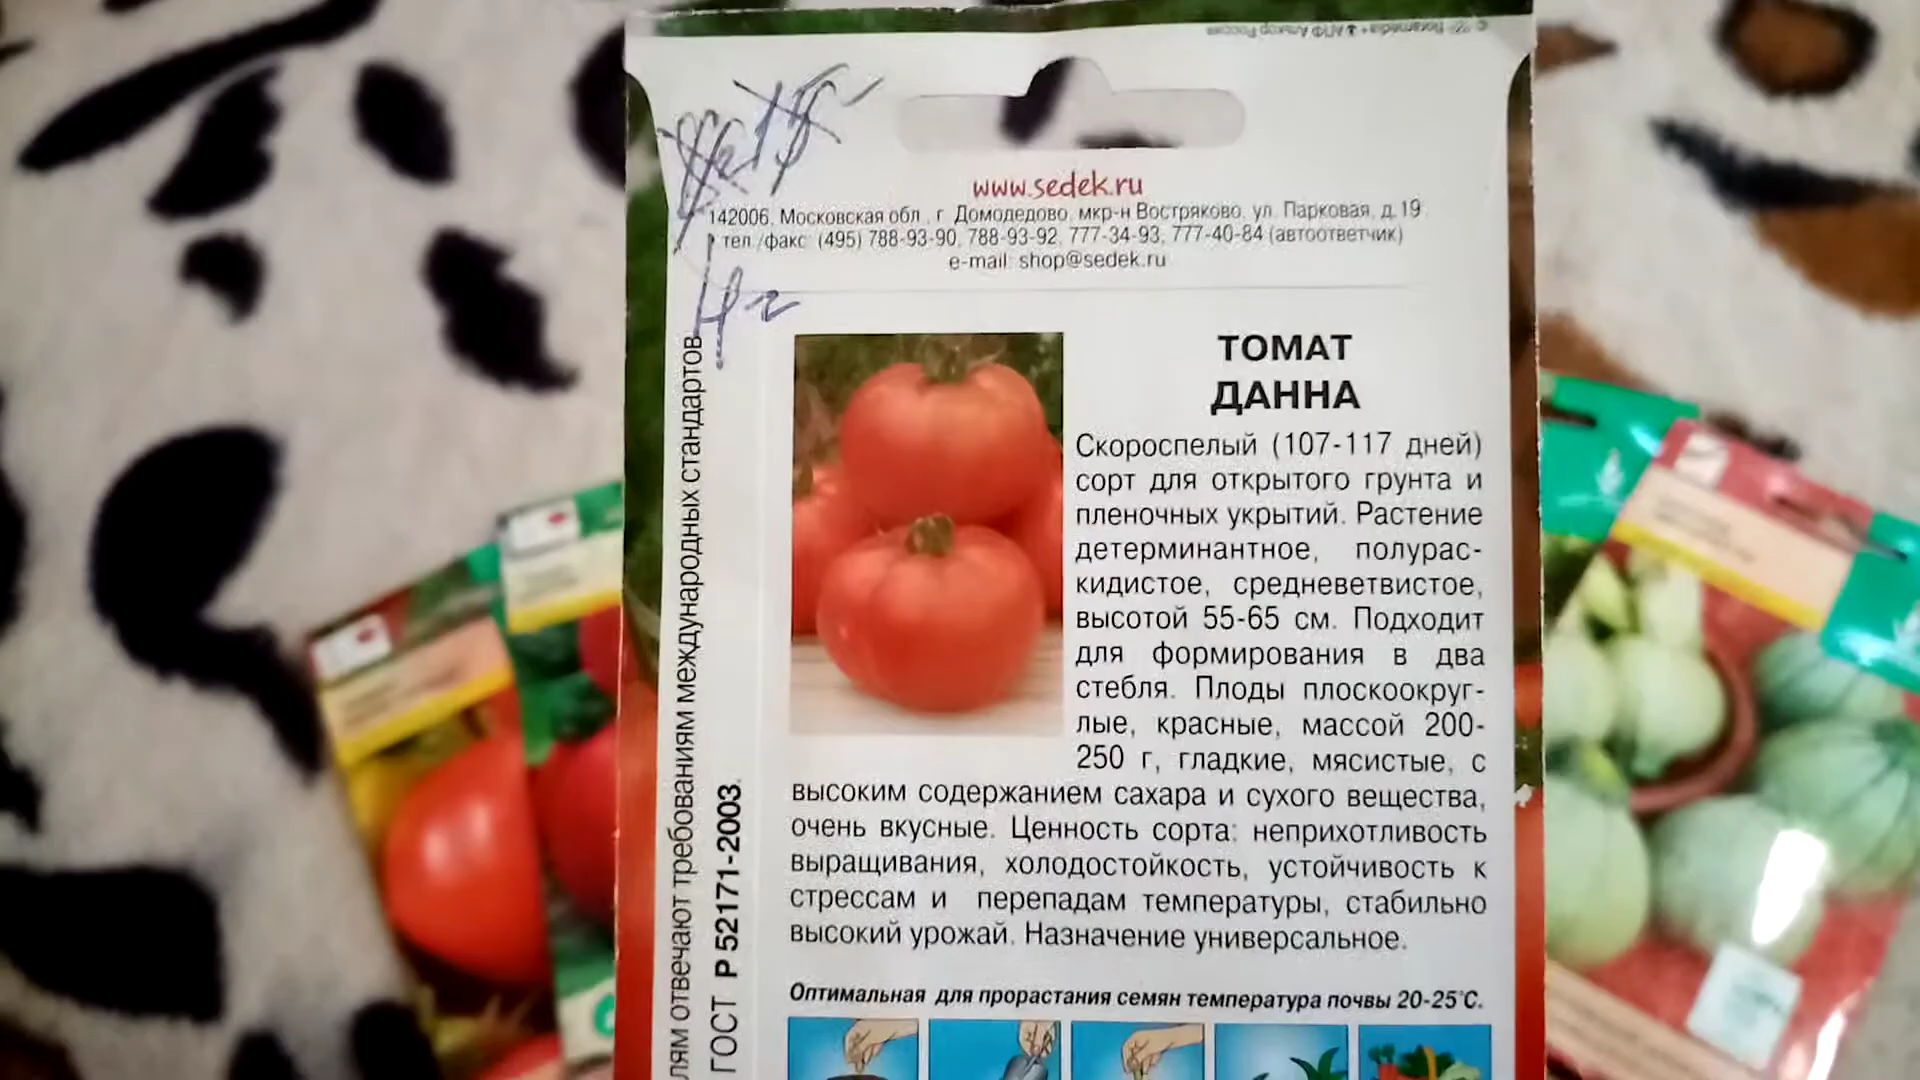 www.sedek.ru
142006, Московская обл., г. Домодедово, мкр-н Востряково, ул. Парковая, д.19
тел./факс: (495) 788-93-90, 788-93-92, 777-34-93, 777-40-84 (автоответчик)
e-mail: shop@sedek.ru
ТОМАТ
ДАННА
Скороспелый (107-117 дней)
сорт для открытого грунта и
пленочных укрытий. Растение
детерминантное, полурас-
кидистое, средневетвистое,
высотой 55-65 см. Подходит
для формирования в два
стебля. Плоды плоскоокруг-
лые, красные, массой 200-
250 г, гладкие, мясистые, с
высоким содержанием сахара и сухого вещества,
очень вкусные. Ценность сорта: неприхотливость
выращивания, холодостойкость, устойчивость к
стрессам и перепадам температуры, стабильно
высокий урожай. Назначение универсальное.
Оптимальная для прорастания семян температура почвы 20-25°С.
отвечают требованиям международных стандартов
ГОСТ Р 52171-2003.